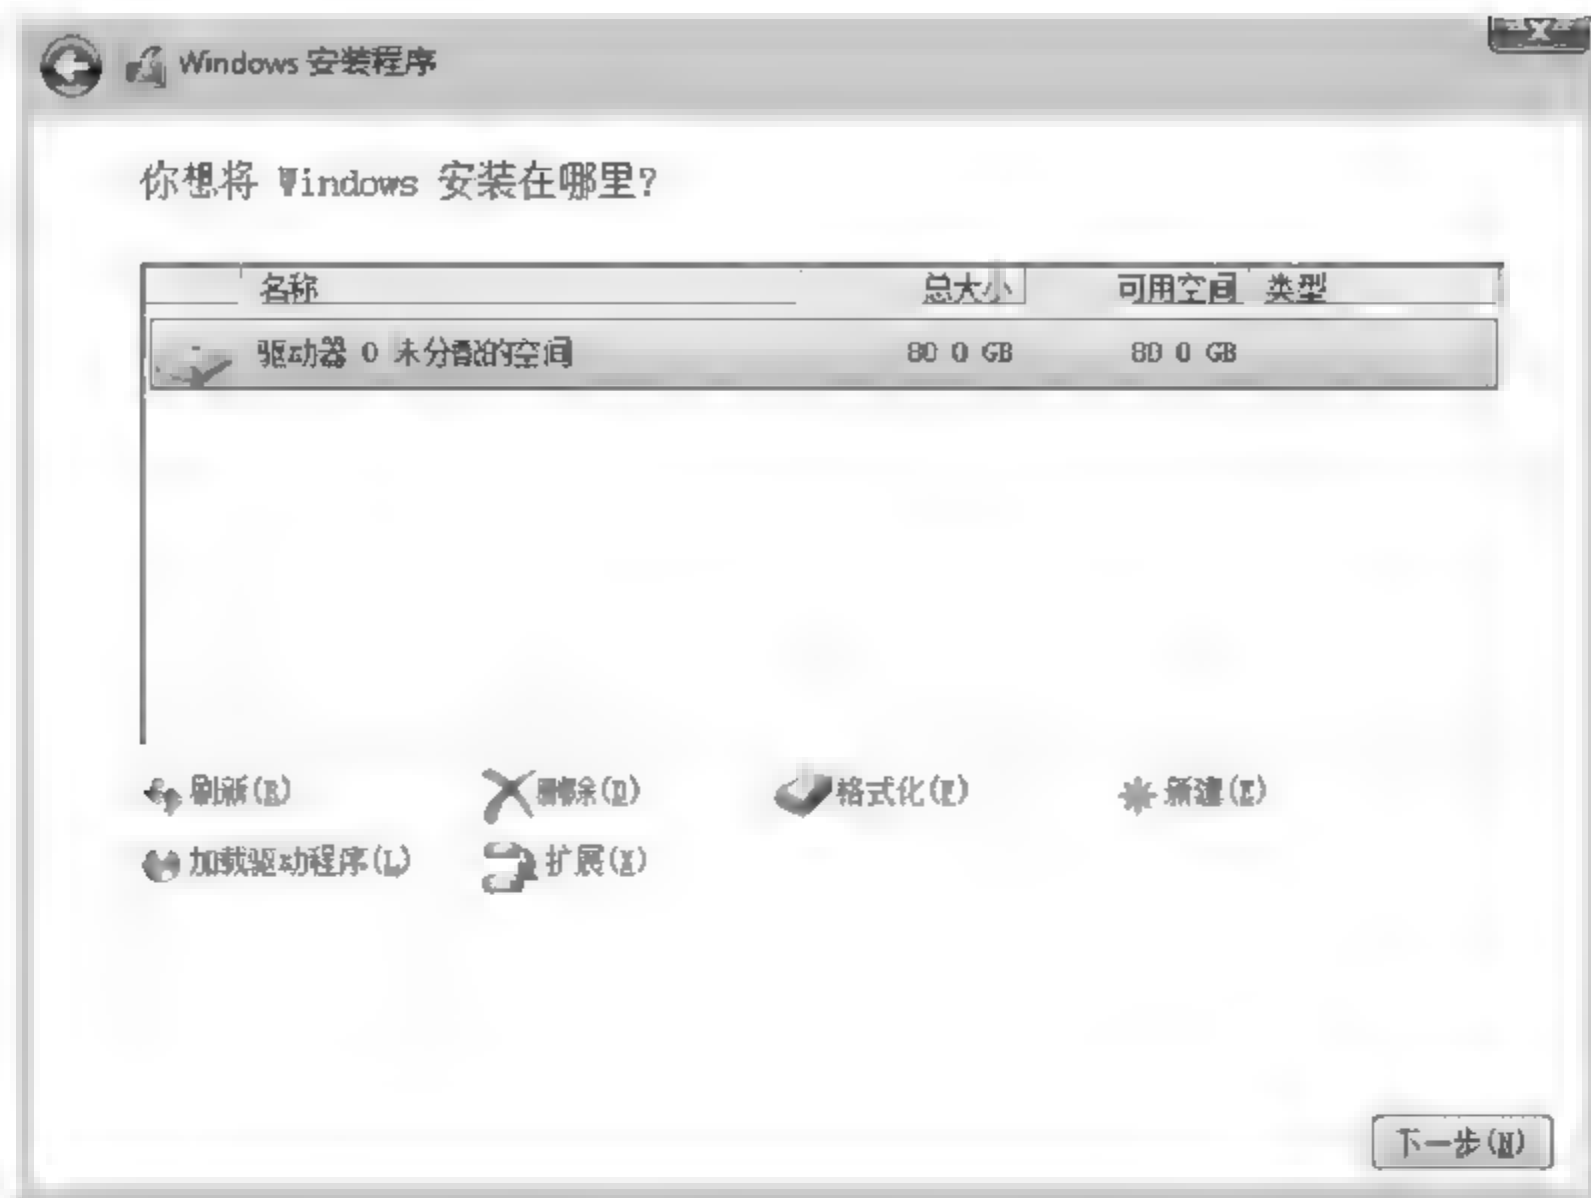 Windows 安装程序
你想将 Windows 安装在哪里?
名称 总大小 可用空间 类型
驱动器 0 未分配的空间 80 0 GB 80 0 GB
刷新(R) 删除(D) 格式化(F) 新建(E)
加载驱动程序(L) 扩展(X)
下一步(N)